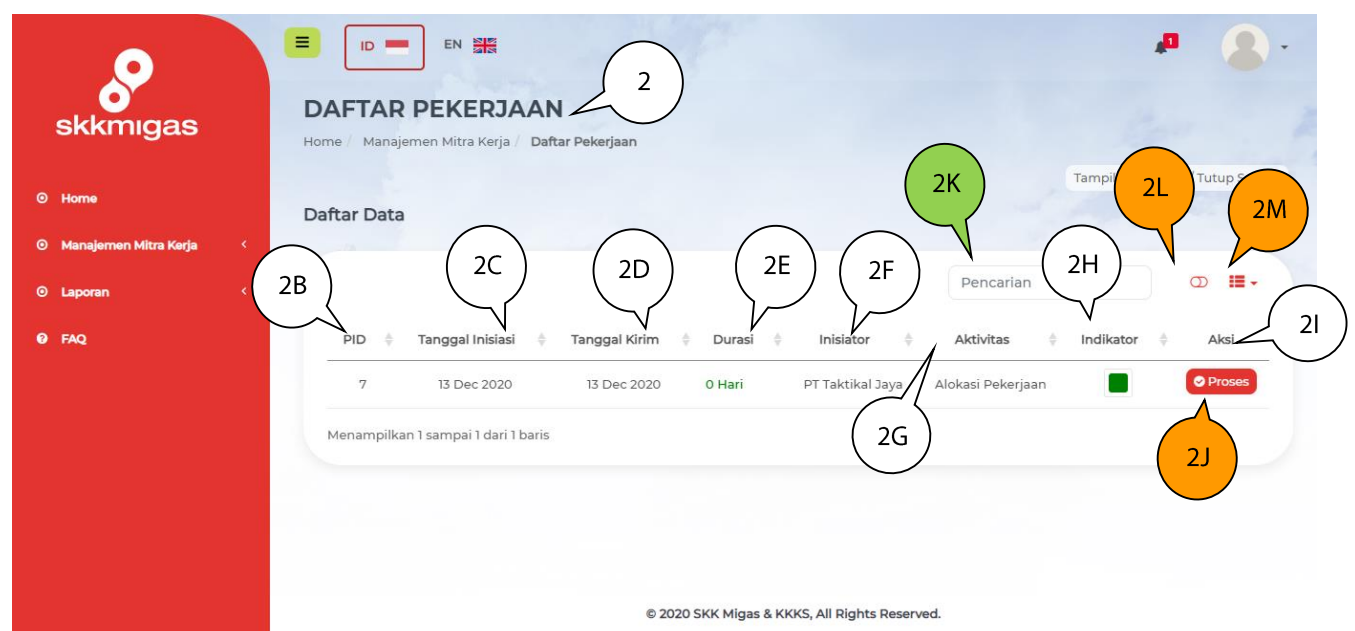 skkmigas
Home
Manajemen Mitra Kerja
Laporan
FAQ
ID
EN
1
2
DAFTAR PEKERJAAN
Home / Manajemen Mitra Kerja / Daftar Pekerjaan
/ Tutup
Daftar Data
2K
2L
2M
2B
2C
2D
2E
2F
2H
2I
Pencarian
PID Tanggal Inisiasi Tanggal Kirim Durasi Inisiator Aktivitas Indikator Aksi
7 13 Dec 2020 13 Dec 2020 0 Hari PT Taktikal Jaya Alokasi Pekerjaan Proses
2G
2J
Menampilkan 1 sampai 1 dari 1 baris
© 2020 SKK Migas & KKKS, All Rights Reserved.